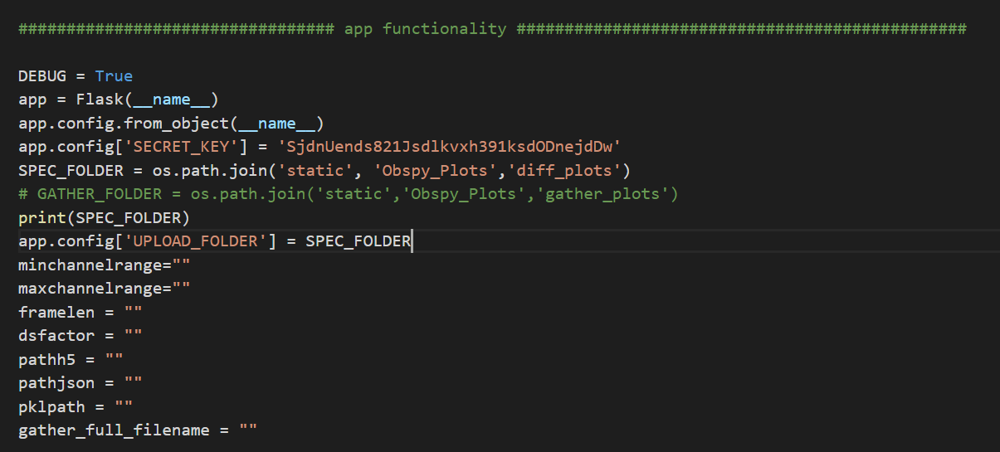 ################################# app functionality ###############################################
DEBUG = True
app = Flask(__name__)
app.config.from_object(__name__)
app.config['SECRET_KEY'] = 'SjdnUends821Jsdlkvxh391ksdODnejdDw'
SPEC_FOLDER = os.path.join('static', 'Obspy_Plots','diff_plots')
# GATHER_FOLDER = os.path.join('static','Obspy_Plots','gather_plots')
print(SPEC_FOLDER)
app.config['UPLOAD_FOLDER'] = SPEC_FOLDER
minchannelrange=""
maxchannelrange=""
framelen = ""
dsfactor = ""
pathh5 = ""
pathjson = ""
pklpath = ""
gather_full_filename = ""